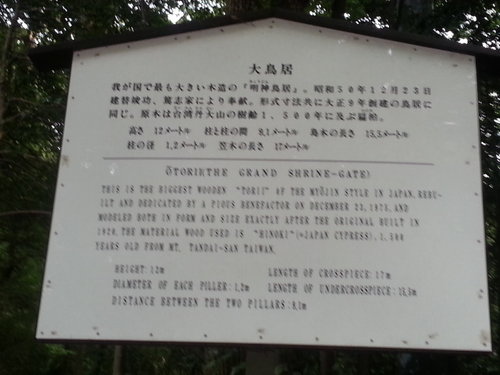 大鳥居
我が国で最も大きい木造の『明神鳥居』。昭和50年12月23日
建替竣功、篤志家により奉献。形式寸法共に大正9年創建の鳥居に
同じ。原木は台湾丹大山の樹齢1,500年に及ぶ扁柏。
高さ 12メートル 柱と柱の間 9.1メートル 島木の長さ 15.5メートル
柱の径 1.2メートル 笠木の長さ 17メートル
ŌTORII(THE GRAND SHRINE-GATE)
THIS IS THE BIGGEST WOODEN "TORII" OF THE MYŌJIN STYLE IN JAPAN. REBU-
ILT AND DEDICATED BY A PIOUS BENEFACTOR ON DECEMBER 23, 1975, AND
MODELED BOTH IN FORM AND SIZE EXACTLY AFTER THE ORIGINAL BUILT IN
1920. THE MATERIAL WOOD USED IS "HINOKI"(=JAPAN CYPRESS), 1,500
YEARS OLD FROM MT. TANDAI-SAN TAIWAN.
HEIGHT: 12m LENGTH OF CROSSPIECE: 17m
DIAMETER OF EACH PILLER: 1.2m LENGTH OF UNDERCROSSPIECE: 15.5m
DISTANCE BETWEEN THE TWO PILLARS: 9.1m